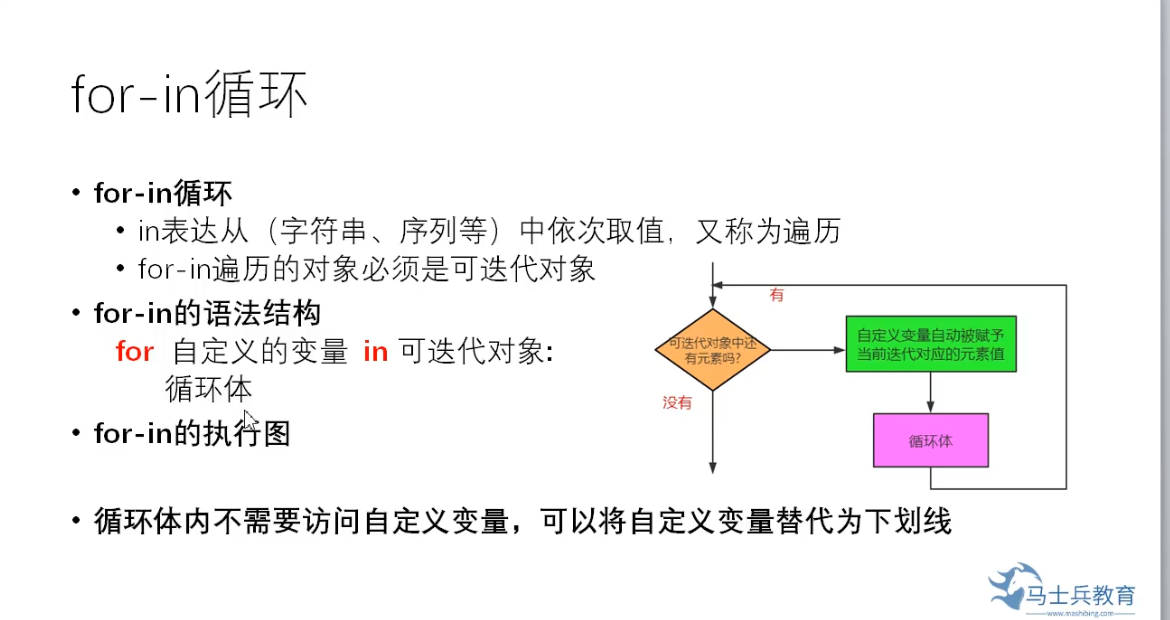 for-in循环
• for-in循环
• in表达从（字符串、序列等）中依次取值，又称为遍历
• for-in遍历的对象必须是可迭代对象
• for-in的语法结构
for 自定义的变量 in 可迭代对象:
循环体
• for-in的执行图
有
可迭代对象中还
有元素吗?
自定义变量自动被赋予
当前迭代对应的元素值
没有
循环体
• 循环体内不需要访问自定义变量，可以将自定义变量替代为下划线
马士兵教育
www.mashibing.com